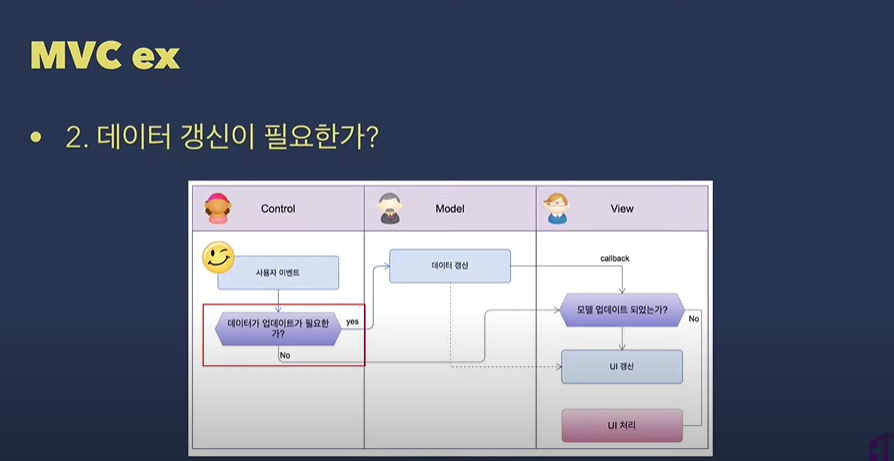 MVC ex
• 2. 데이터 갱신이 필요한가?
Control
Model
View
사용자 이벤트
데이터 갱신
callback
데이터가 업데이트가 필요한
가?
yes
No
모델 업데이트 되었는가?
No
UI 갱신
UI 처리